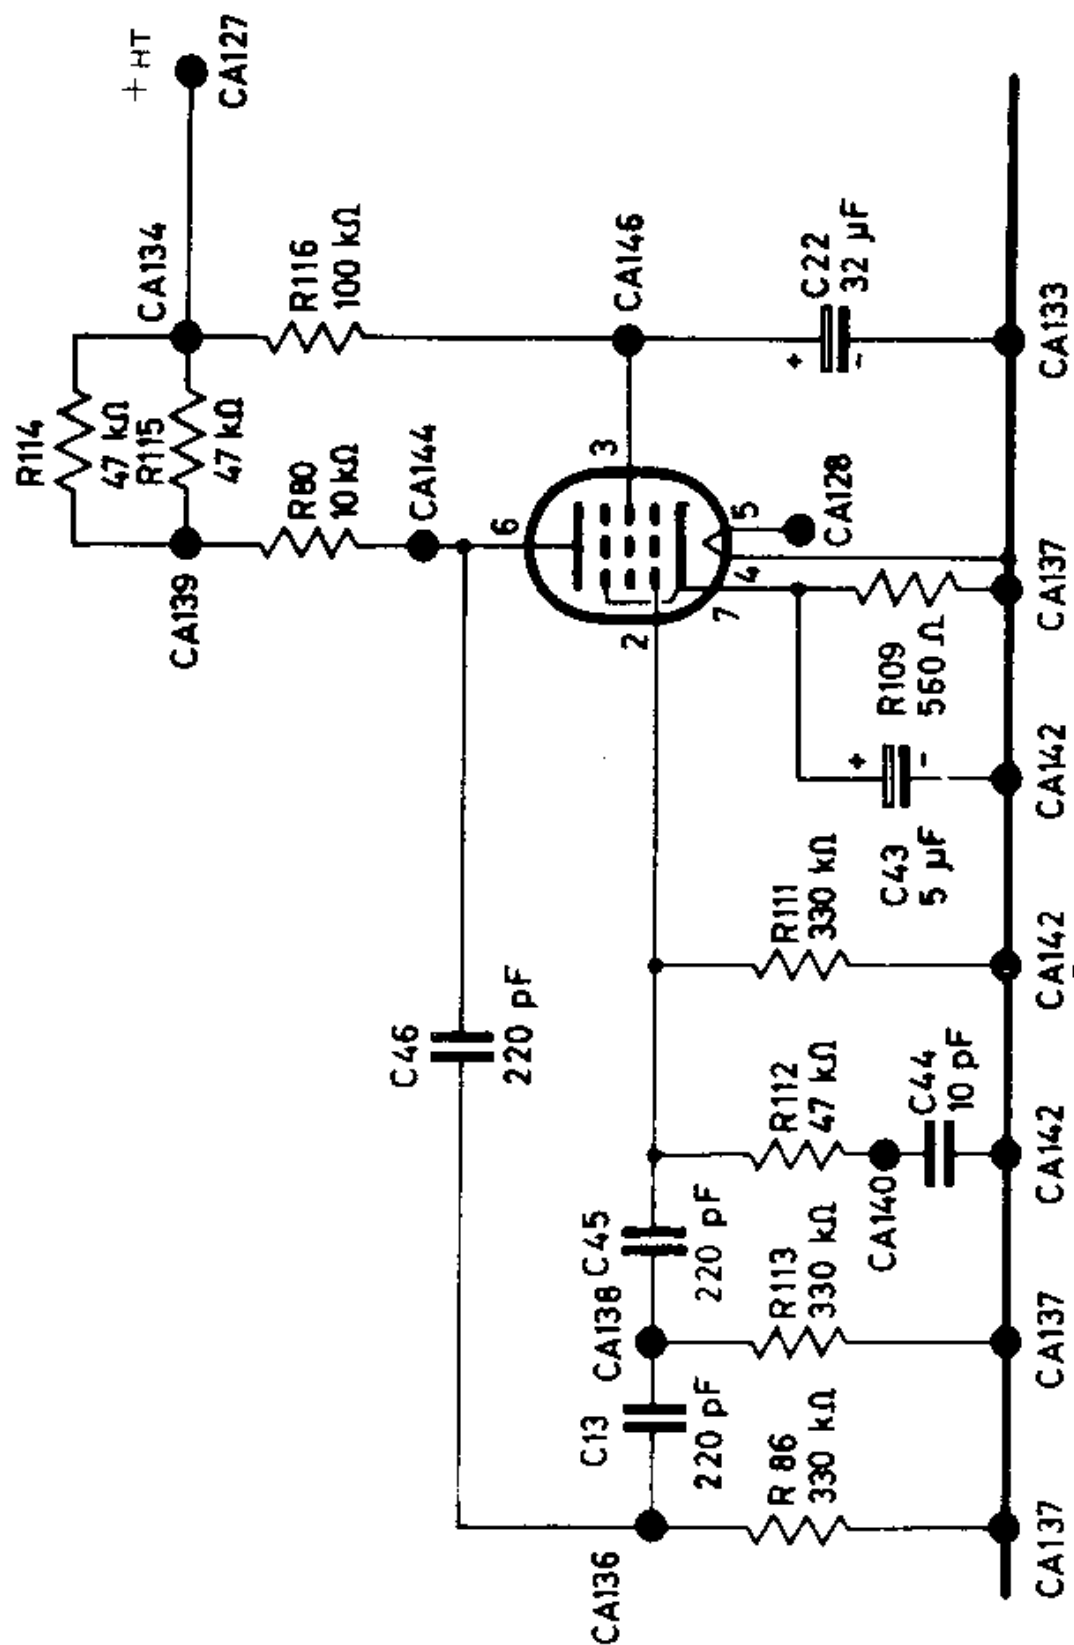 + HT
CA127
R114
47 kΩ
R115
47 kΩ
CA134
R116
100 kΩ
CA139
R80
10 kΩ
CA144
CA146
6
3
2
7
4
5
CA128
C46
220 pF
C22
32 µF
+
-
R109
560 Ω
C43
5 µF
+
-
R111
330 kΩ
R112
47 kΩ
CA140
C44
10 pF
C45
220 pF
CA138
R113
330 kΩ
C13
220 pF
R 86
330 kΩ
CA136
CA137
CA137
CA142
CA142
CA142
CA137
CA133